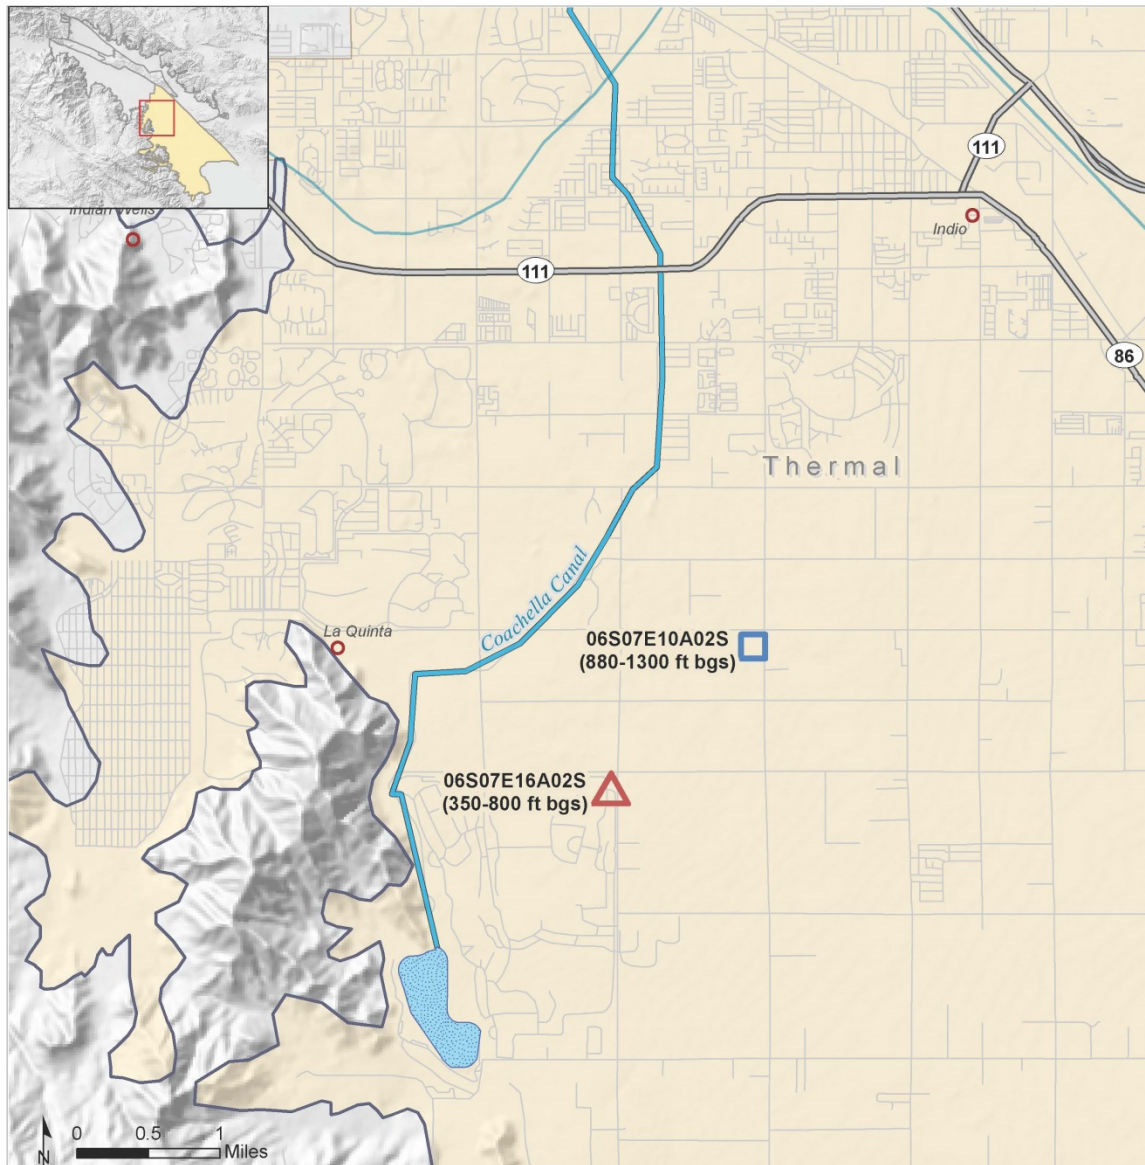 Indian Wells
111
Indio
111
86
Thermal
Coachella Canal
La Quinta
06S07E10A02S
(880-1300 ft bgs)
06S07E16A02S
(350-800 ft bgs)
N
0 0.5 1
Miles